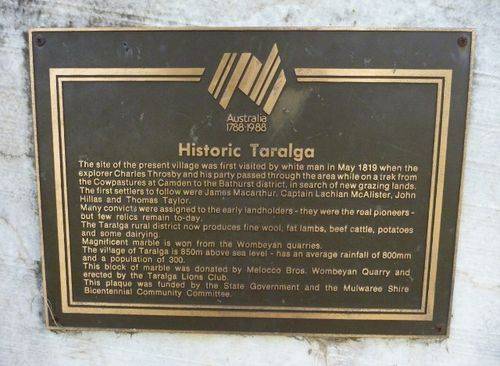 Australia
1788-1988
Historic Taralga
The site of the present village was first visited by white man in May 1819 when the
explorer Charles Throsby and his party passed through the area while on a trek from
the Cowpastures at Camden to the Bathurst district, in search of new grazing lands.
The first settlers to follow were James Macarthur, Captain Lachlan McAlister, John
Hillas and Thomas Taylor.
Many convicts were assigned to the early landholders - they were the real pioneers -
but few relics remain to-day.
The Taralga rural district now produces fine wool, fat lambs, beef cattle, potatoes
and some dairying.
Magnificent marble is won from the Wombeyan quarries.
The village of Taralga is 850m above sea level - has an average rainfall of 800mm
and a population of 300.
This block of marble was donated by Melocco Bros. Wombeyan Quarry and
erected by the Taralga Lions Club.
This plaque was funded by the State Government and the Mulwaree Shire
Bicentennial Community Committee.